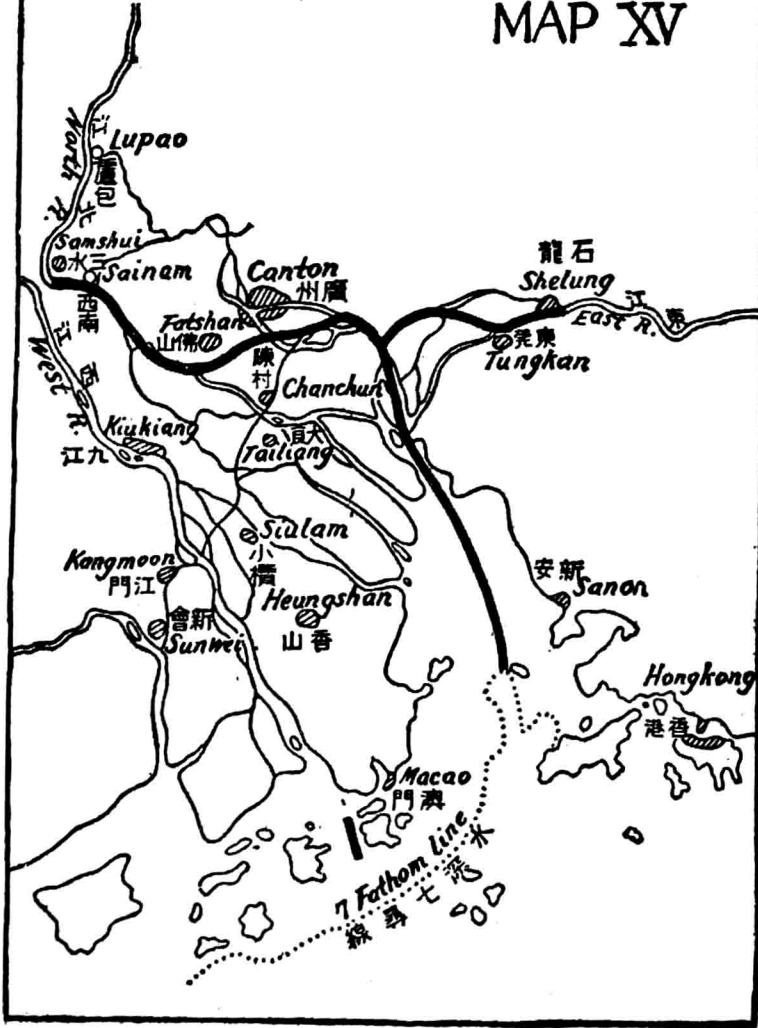 MAP XV
North R.
北江
Lupao
蘆包
Samshui
三水
Sainam
西南
Canton
廣州
Fatshan
佛山
石龍
Shelung
East R.
東江
東莞
Tungkan
West R.
西江
陳村
Chanchun
Kiukiang
九江
Tailiang
Siulam
小欖
Kongmoon
江門
Heungshan
香山
新會
Sunwei
新安
Sanon
Hongkong
香港
Macao
澳門
7 Fathom line
水深七尋線